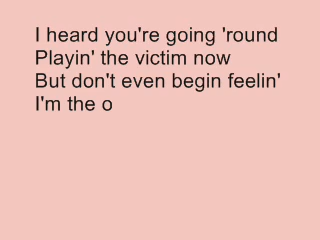 I heard you're going 'round
Playin' the victim now
But don't even begin feelin'
I'm the o